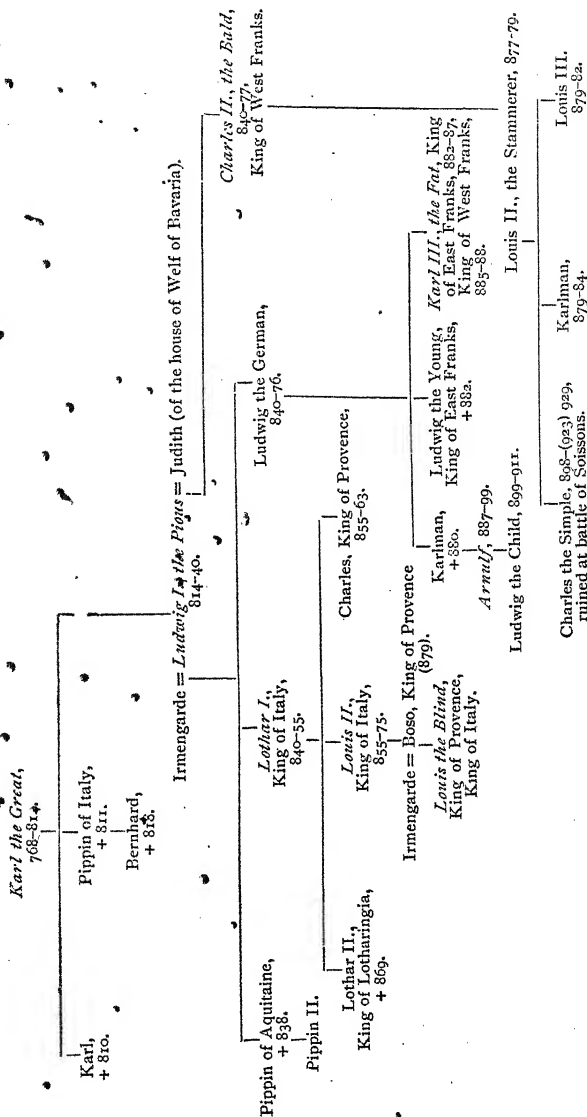 Karl the Great,
768-814.
Karl,
+ 810.
Pippin of Italy,
+ 811.
Bernhard,
+ 818.
Irmengarde = Ludwig I., the Pious = Judith (of the house of Welf of Bavaria).
814-40.
Pippin of Aquitaine,
+ 838.
Pippin II.
Lothar I.,
King of Italy,
840-55.
Ludwig the German,
840-76.
Charles II., the Bald,
840-77,
King of West Franks.
Lothar II.,
King of Lotharingia,
+ 869.
Louis II.,
King of Italy,
855-75.
Charles, King of Provence,
855-63.
Irmengarde = Boso, King of Provence
(879).
Louis the Blind,
King of Provence,
King of Italy.
Karlman,
+ 880.
Arnulf, 887-99.
Ludwig the Child, 899-911.
Ludwig the Young,
King of East Franks,
+ 882.
Karl III., the Fat, King
of East Franks, 882-87,
King of West Franks,
885-88.
Louis II., the Stammerer, 877-79.
Charles the Simple, 898-(923) 929,
ruined at battle of Soissons.
Karlman,
879-84.
Louis III.
879-82.